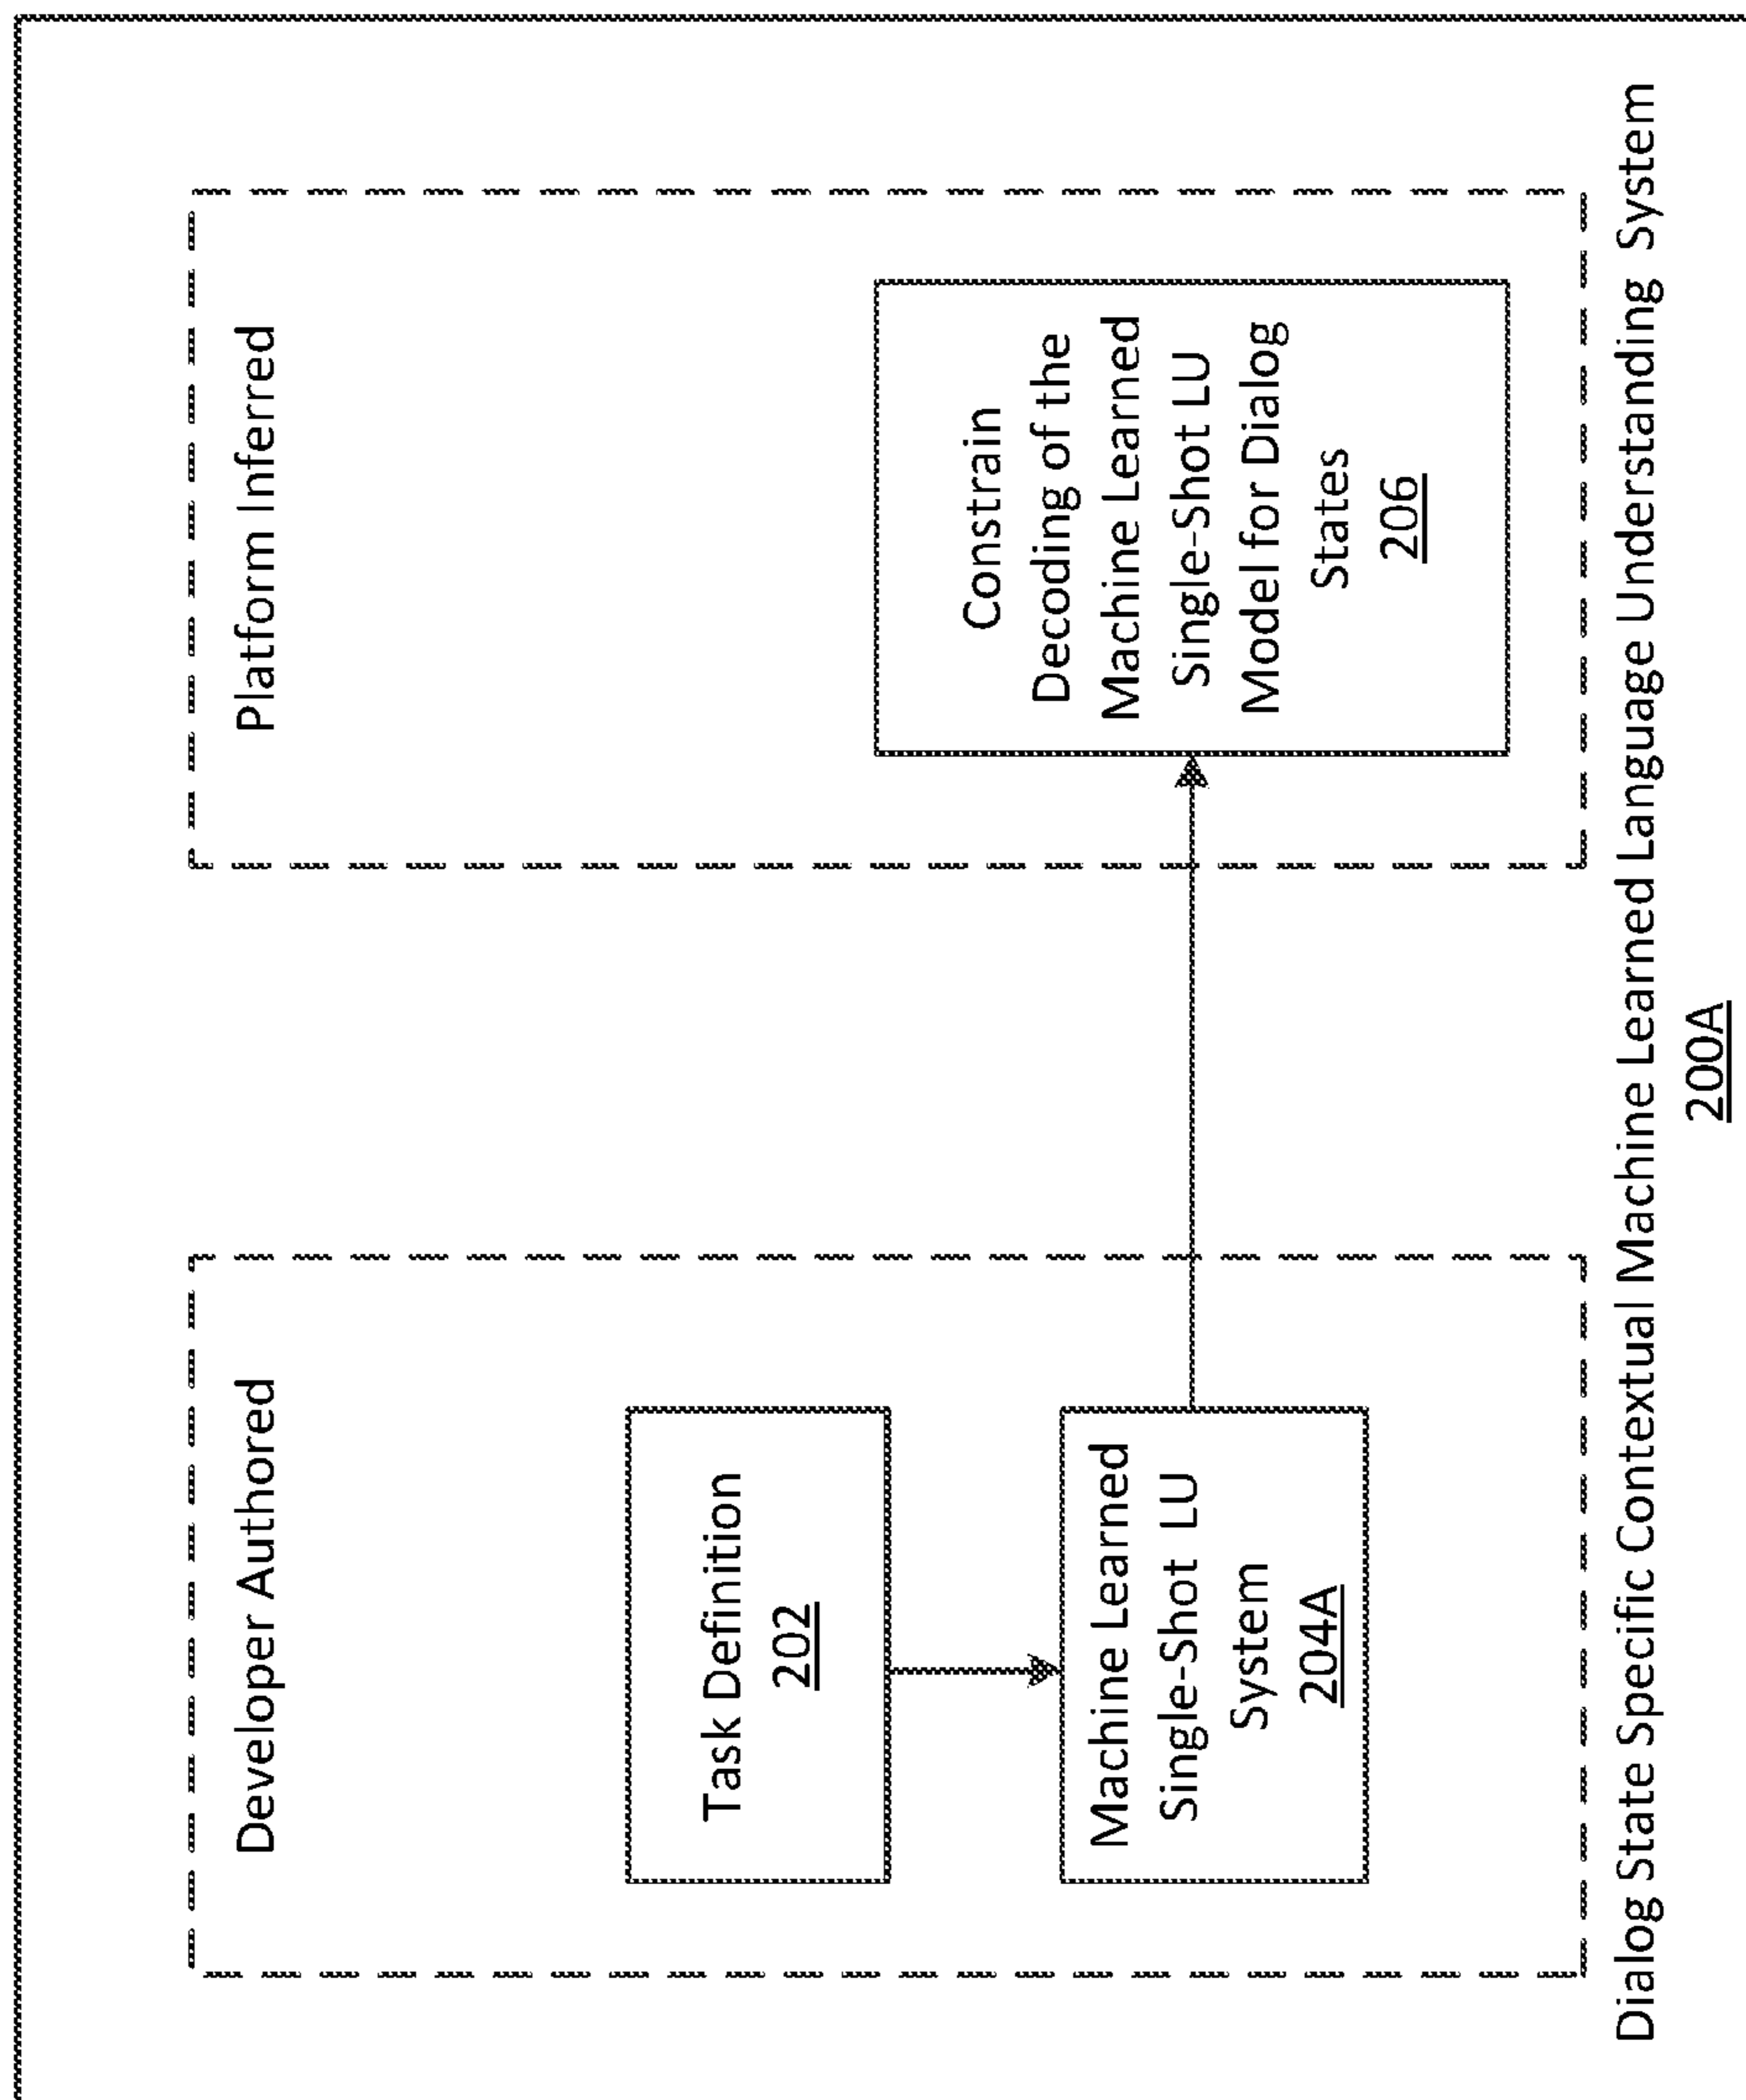 Developer Authored
Task Definition
202
Machine Learned
Single-Shot LU
System
204A
Platform Inferred
Constrain
Decoding of the
Machine Learned
Single-Shot LU
Model for Dialog
States
206
Dialog State Specific Contextual Machine Learned Language Understanding System
200A